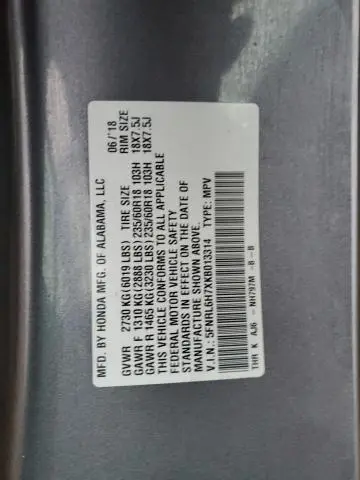 MFD. BY HONDA MFG. OF ALABAMA, LLC 06/'18
GVWR 2730 KG(6019 LBS) TIRE SIZE RIM SIZE
GAWR F 1310 KG(2888 LBS) 235/60R18 103H 18X7.5J
GAWR R 1465 KG(3230 LBS) 235/60R18 103H 18X7.5J
THIS VEHICLE CONFORMS TO ALL APPLICABLE
FEDERAL MOTOR VEHICLE SAFETY
STANDARDS IN EFFECT ON THE DATE OF
MANUFACTURE SHOWN ABOVE.
V.I.N.: 5FNRL6H7XKB013314 TYPE: MPV
THR K AJ6 - NH797M -B -B